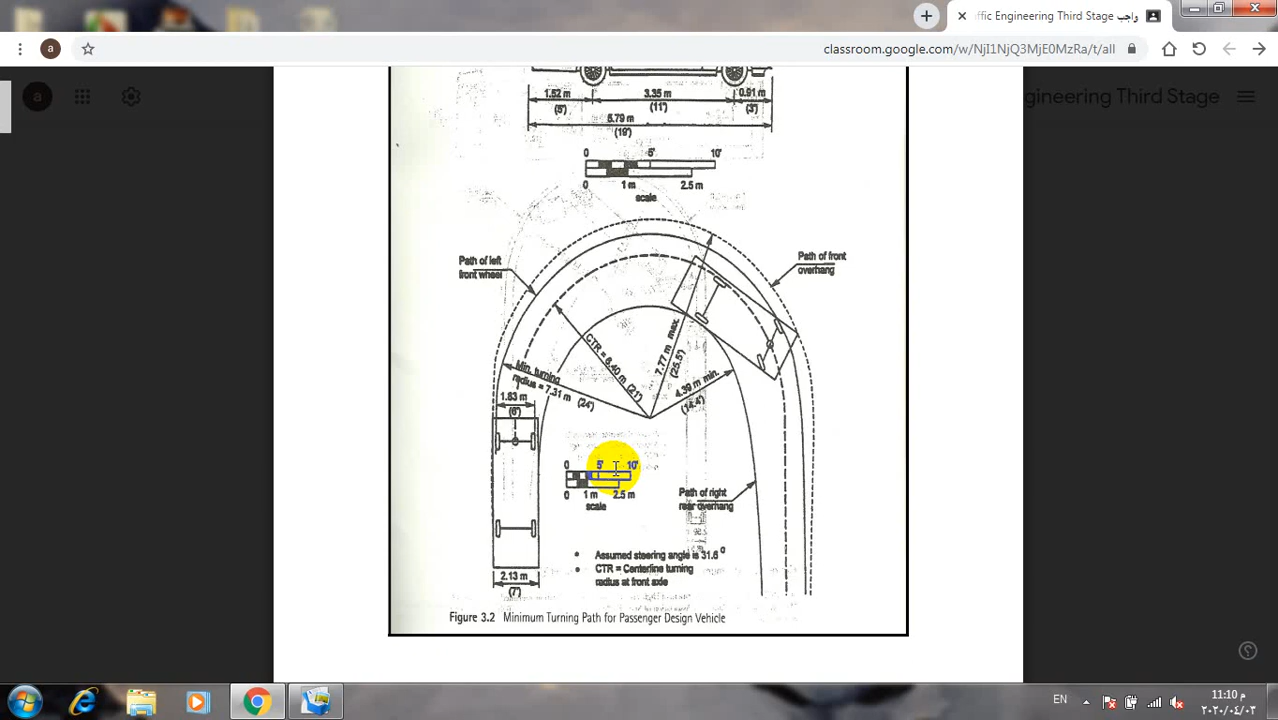 واجب ffic Engineering Third Stage
a
classroom.google.com/w/NjI1NjQ3MjE0MzRa/t/all
a
gineering Third Stage
1.52 m
(5')
3.35 m
(11')
0.91 m
(3')
5.79 m
(19')
0 5' 10'
0 1 m 2.5 m
scale
Path of left
front wheel
Path of front
overhang
CTR = 6.40 m (21')
7.77 m max.
(25.5')
Min. turning
radius = 7.31 m (24')
4.39 m min.
(14.4')
1.83 m
(6')
0 5' 10'
0 1 m 2.5 m
scale
Path of right
rear overhang
• Assumed steering angle is 31.6°
• CTR = Centerline turning
radius at front axle
2.13 m
(7')
Figure 3.2 Minimum Turning Path for Passenger Design Vehicle
EN
11:10 م
٢٠٢٠/٠٤/٠٣